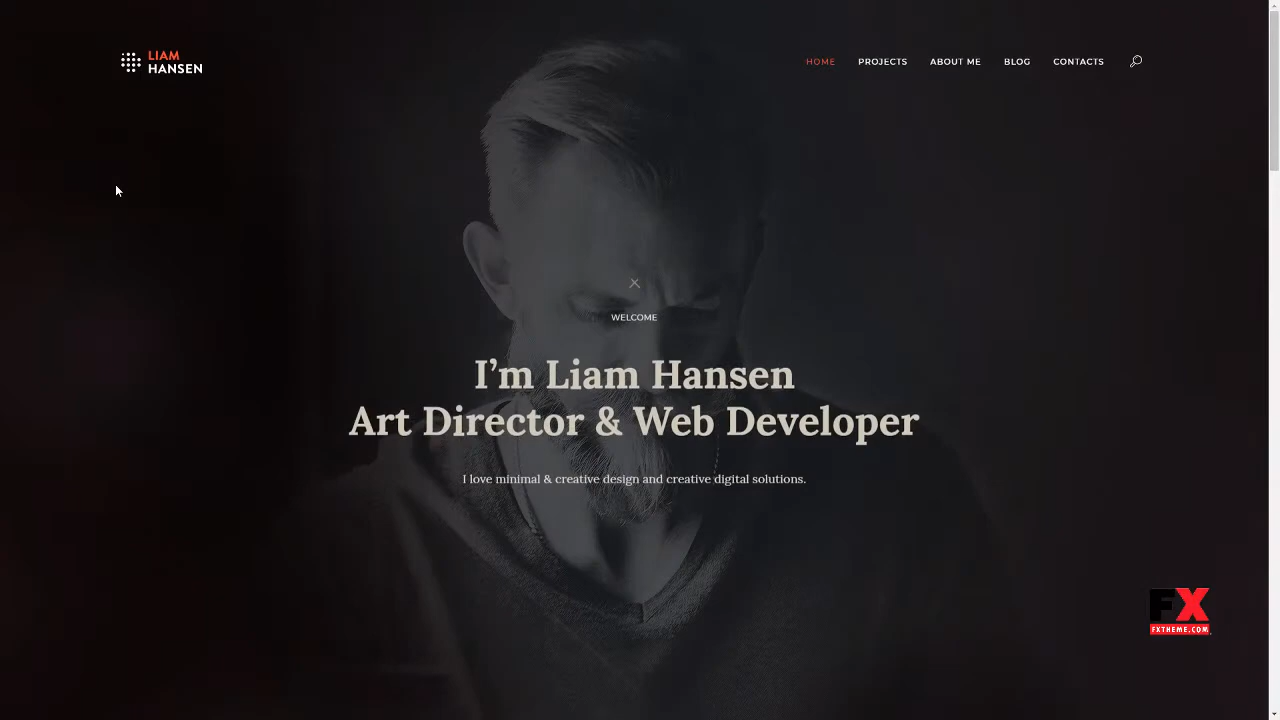 LIAM
HANSEN
HOME PROJECTS ABOUT ME BLOG CONTACTS
WELCOME
I’m Liam Hansen
Art Director & Web Developer
I love minimal & creative design and creative digital solutions.
FX
FXTHEME.COM